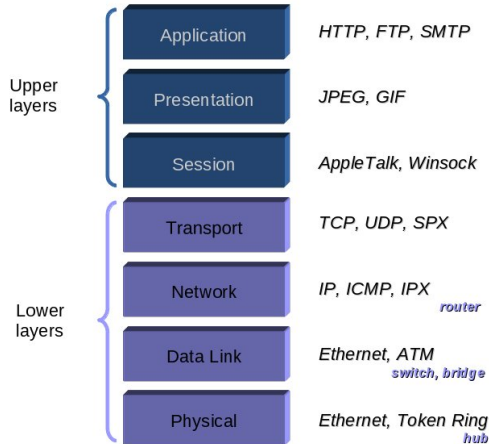 Application
HTTP, FTP, SMTP
Upper
layers
Presentation
JPEG, GIF
Session
AppleTalk, Winsock
Transport
TCP, UDP, SPX
Network
IP, ICMP, IPX
router
Lower
layers
Data Link
Ethernet, ATM
switch, bridge
Physical
Ethernet, Token Ring
hub